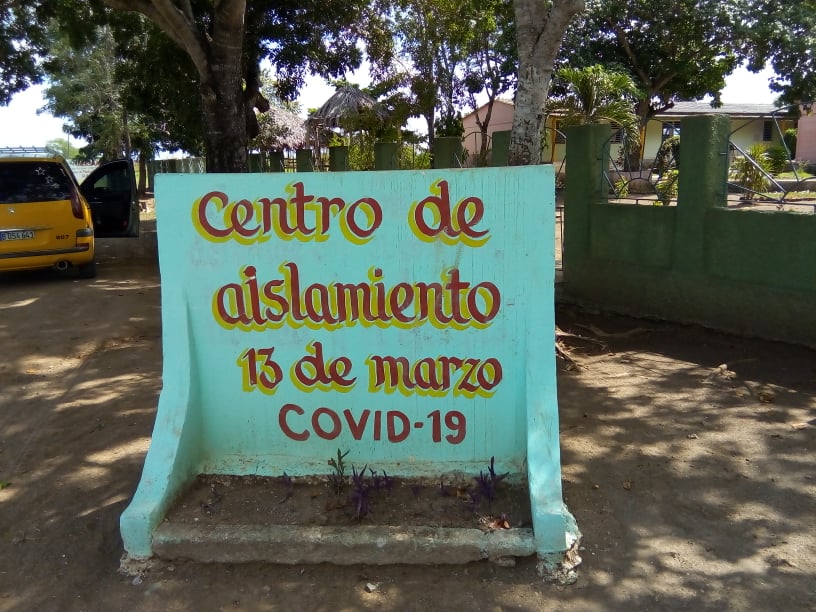 Centro de
aislamiento
13 de marzo
COVID-19